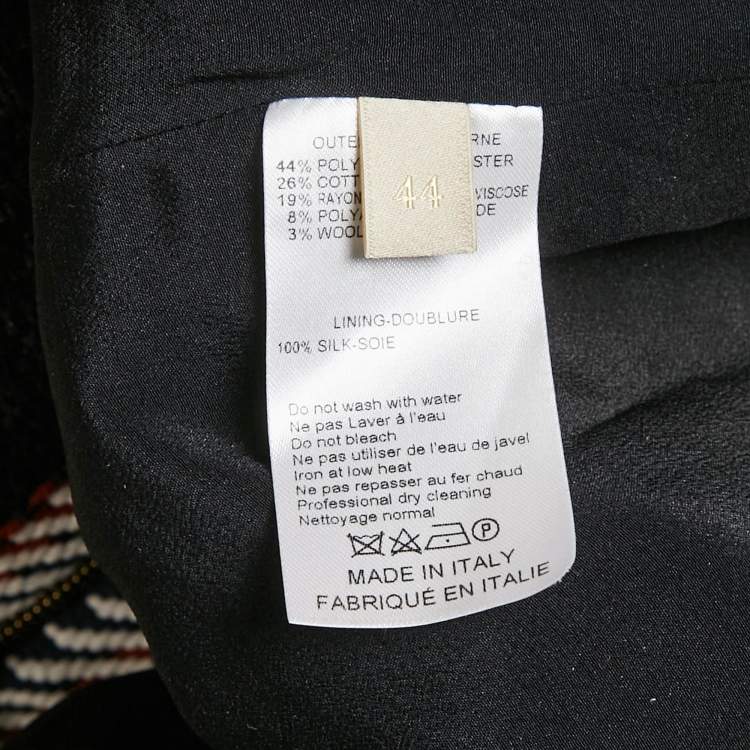 OUTE RNE
44% POLY STER
26% COTT
19% RAYON VISCOSE
8% POLYA DE
3% WOOL
44
LINING-DOUBLURE
100% SILK-SOIE
Do not wash with water
Ne pas Laver à l'eau
Do not bleach
Ne pas utiliser de l'eau de javel
Iron at low heat
Ne pas repasser au fer chaud
Professional dry cleaning
Nettoyage normal
P
MADE IN ITALY
FABRIQUÉ EN ITALIE